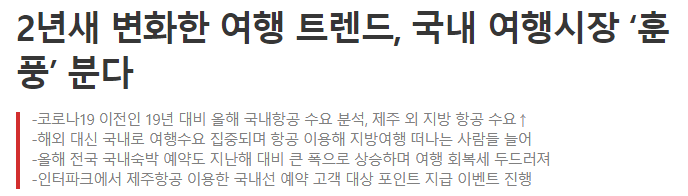 2년새 변화한 여행 트렌드, 국내 여행시장 ‘훈
풍’ 분다
-코로나19 이전인 19년 대비 올해 국내항공 수요 분석, 제주 외 지방 항공 수요↑
-해외 대신 국내로 여행수요 집중되며 항공 이용해 지방여행 떠나는 사람들 늘어
-올해 전국 국내숙박 예약도 지난해 대비 큰 폭으로 상승하며 여행 회복세 두드러져
-인터파크에서 제주항공 이용한 국내선 예약 고객 대상 포인트 지급 이벤트 진행